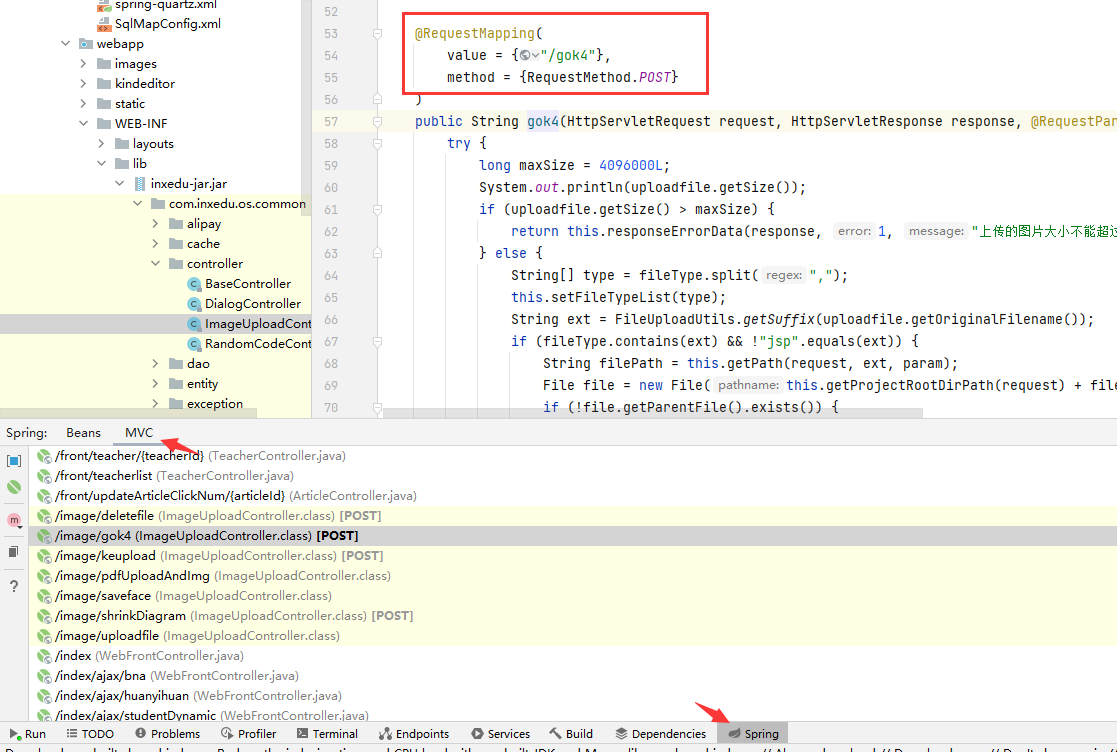 spring-quartz.xml
SqlMapConfig.xml
webapp
images
kindeditor
static
WEB-INF
layouts
lib
inxedu-jar.jar
com.inxedu.os.common
alipay
cache
controller
BaseController
DialogController
ImageUploadCont
RandomCodeCont
dao
entity
exception
52
53 @RequestMapping(
54 value = {"/gok4"},
55 method = {RequestMethod.POST}
56 )
57 public String gok4(HttpServletRequest request, HttpServletResponse response, @RequestPar
58 try {
59 long maxSize = 4096000L;
60 System.out.println(uploadfile.getSize());
61 if (uploadfile.getSize() > maxSize) {
62 return this.responseErrorData(response, error: 1, message: "上传的图片大小不能超过
63 } else {
64 String[] type = fileType.split( regex: ",");
65 this.setFileTypeList(type);
66 String ext = FileUploadUtils.getSuffix(uploadfile.getOriginalFilename());
67 if (fileType.contains(ext) && !"jsp".equals(ext)) {
68 String filePath = this.getPath(request, ext, param);
69 File file = new File( pathname: this.getProjectRootDirPath(request) + file
70 if (!file.getParentFile().exists()) {
Spring: Beans MVC
/front/teacher/{teacherId} (TeacherController.java)
/front/teacherlist (TeacherController.java)
/front/updateArticleClickNum/{articleId} (ArticleController.java)
/image/deletefile (ImageUploadController.class) [POST]
/image/gok4 (ImageUploadController.class) [POST]
/image/keupload (ImageUploadController.class) [POST]
/image/pdfUploadAndImg (ImageUploadController.class)
/image/saveface (ImageUploadController.class)
/image/shrinkDiagram (ImageUploadController.class) [POST]
/image/uploadfile (ImageUploadController.class)
/index (WebFrontController.java)
/index/ajax/bna (WebFrontController.java)
/index/ajax/huanyihuan (WebFrontController.java)
/index/ajax/studentDynamic (WebFrontController.java)
Run TODO Problems Profiler Terminal Endpoints Services Build Dependencies Spring